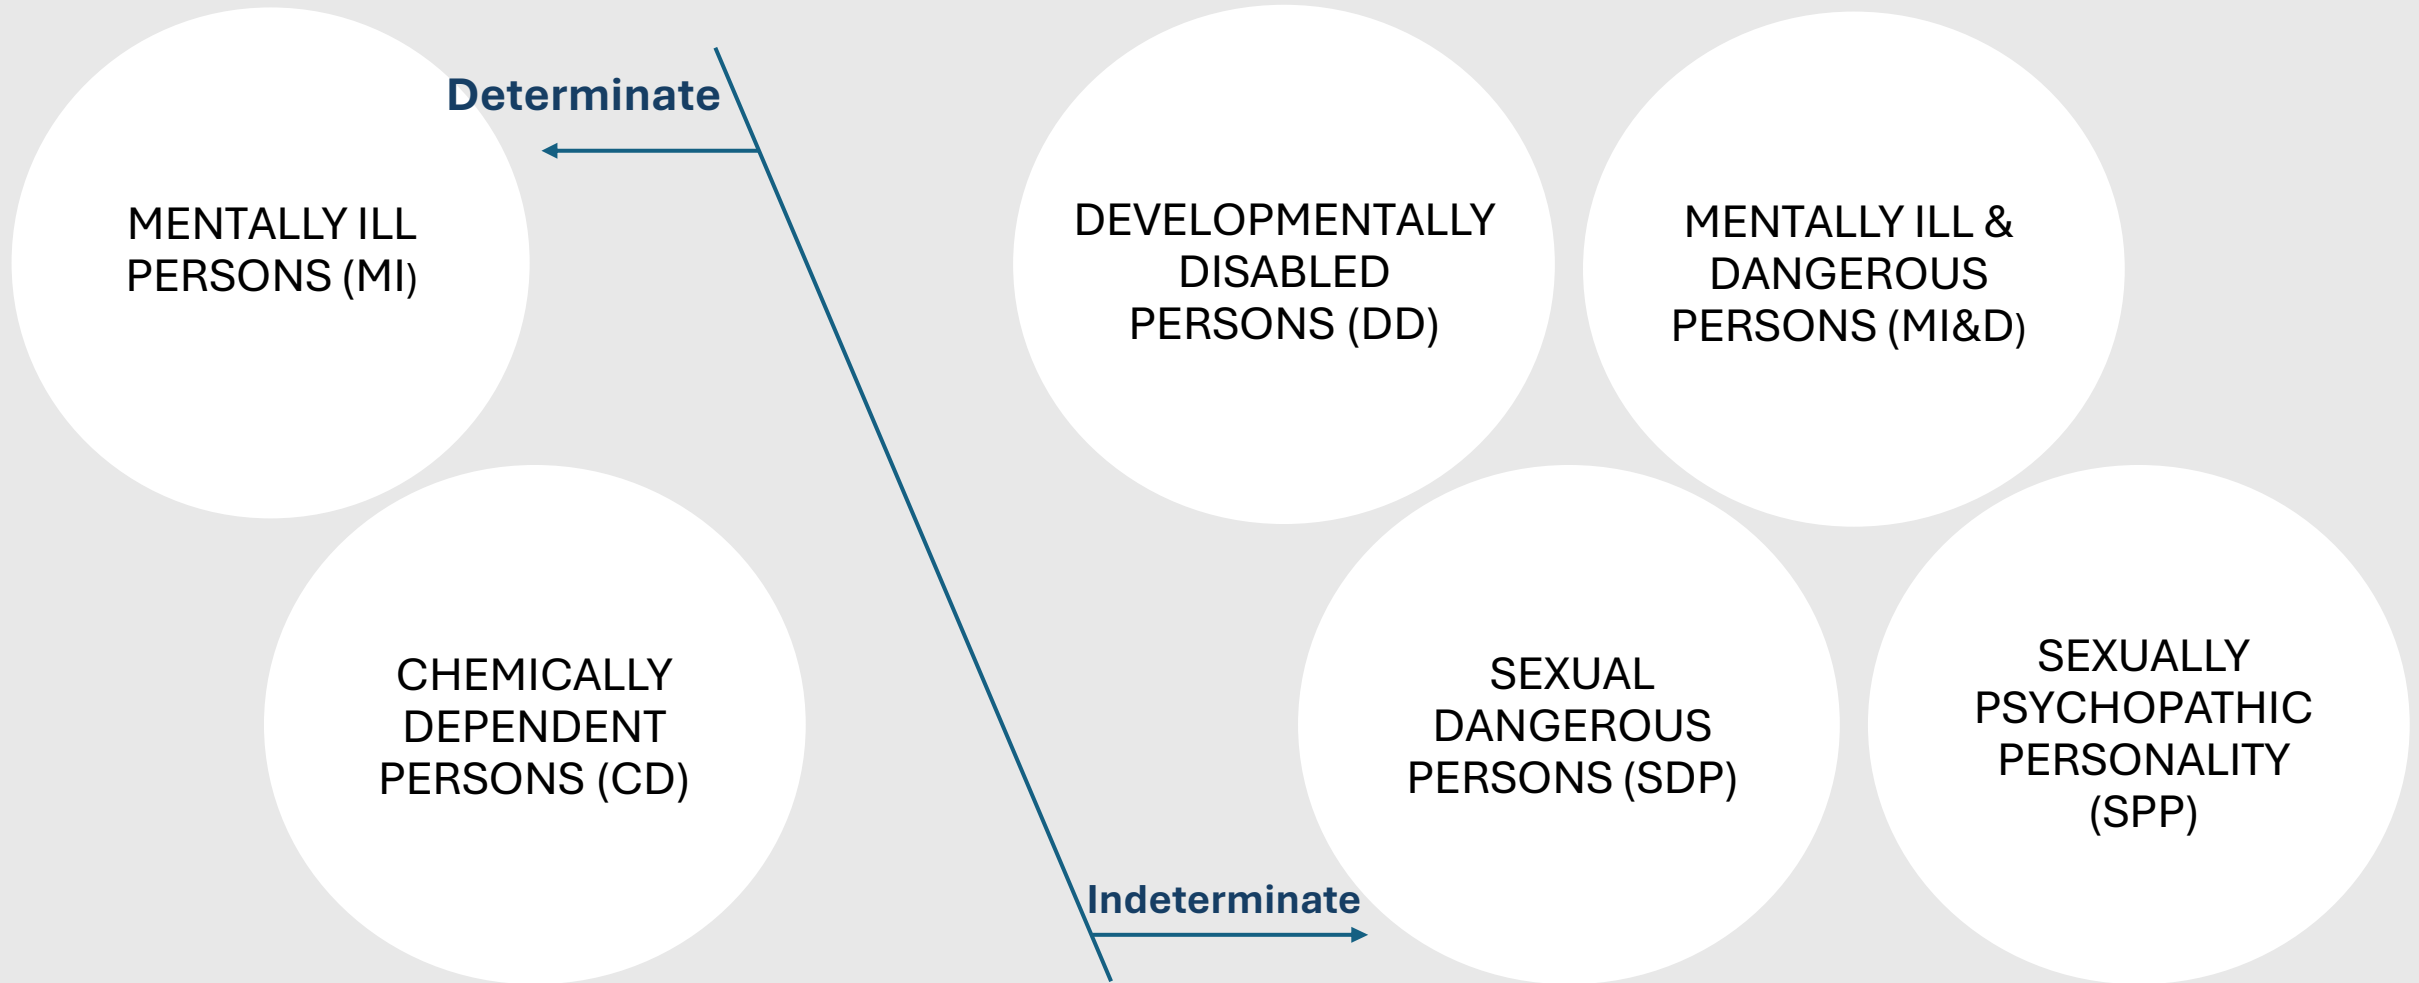 Determinate
MENTALLY ILL
PERSONS (MI)
DEVELOPMENTALLY
DISABLED
PERSONS (DD)
MENTALLY ILL &
DANGEROUS
PERSONS (MI&D)
CHEMICALLY
DEPENDENT
PERSONS (CD)
SEXUAL
DANGEROUS
PERSONS (SDP)
SEXUALLY
PSYCHOPATHIC
PERSONALITY
(SPP)
Indeterminate